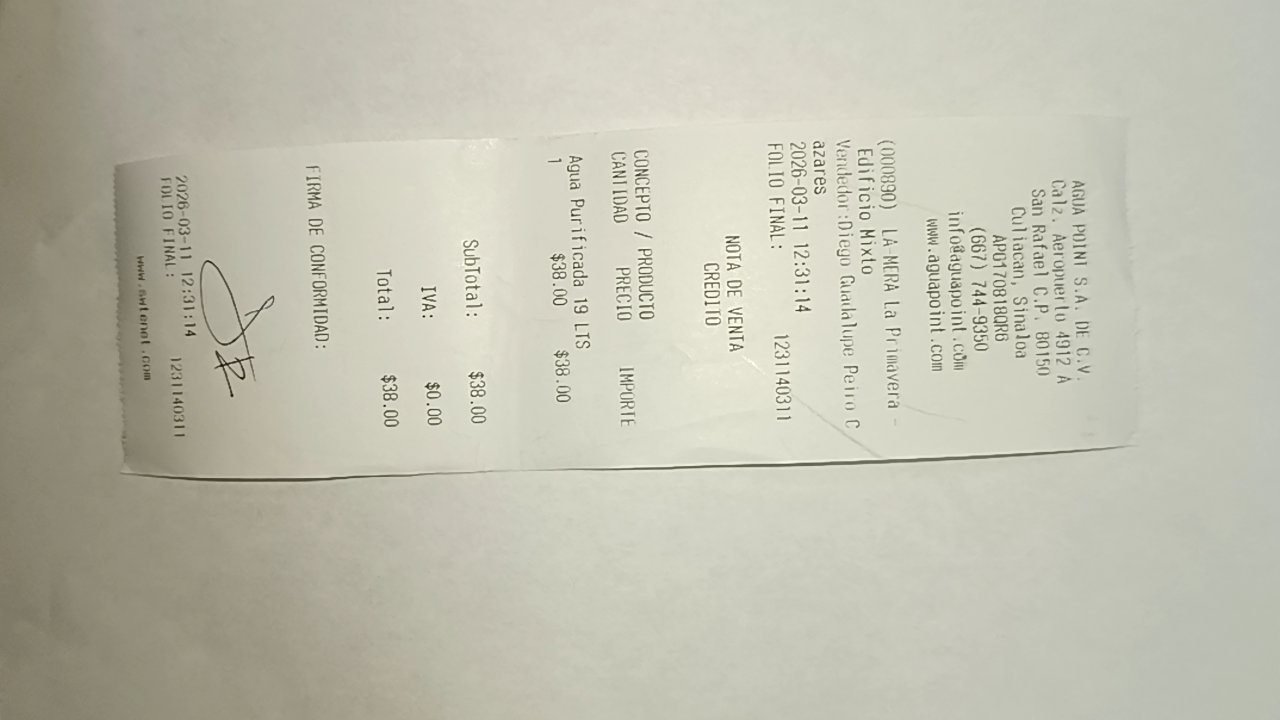 AGUA POINT S.A. DE C.V.
Calz. Aeropuerto 4912 A
San Rafael C.P. 80150
Culiacan, Sinaloa
APO170818QR6
(667) 744-9350
info@aguapoint.com
www.aguapoint.com
(000890) LA-MERA La Primavera -
Edificio Mixto
Vendedor:Diego Guadalupe Peiro C
azares
2026-03-11 12:31:14
FOLIO FINAL: 1231140311
NOTA DE VENTA
CREDITO
CONCEPTO / PRODUCTO
CANTIDAD PRECIO IMPORTE
Agua Purificada 19 LTS
1 $38.00 $38.00
SubTotal: $38.00
IVA: $0.00
Total: $38.00
FIRMA DE CONFORMIDAD:
2026-03-11 12:31:14
FOLIO FINAL: 1231140311